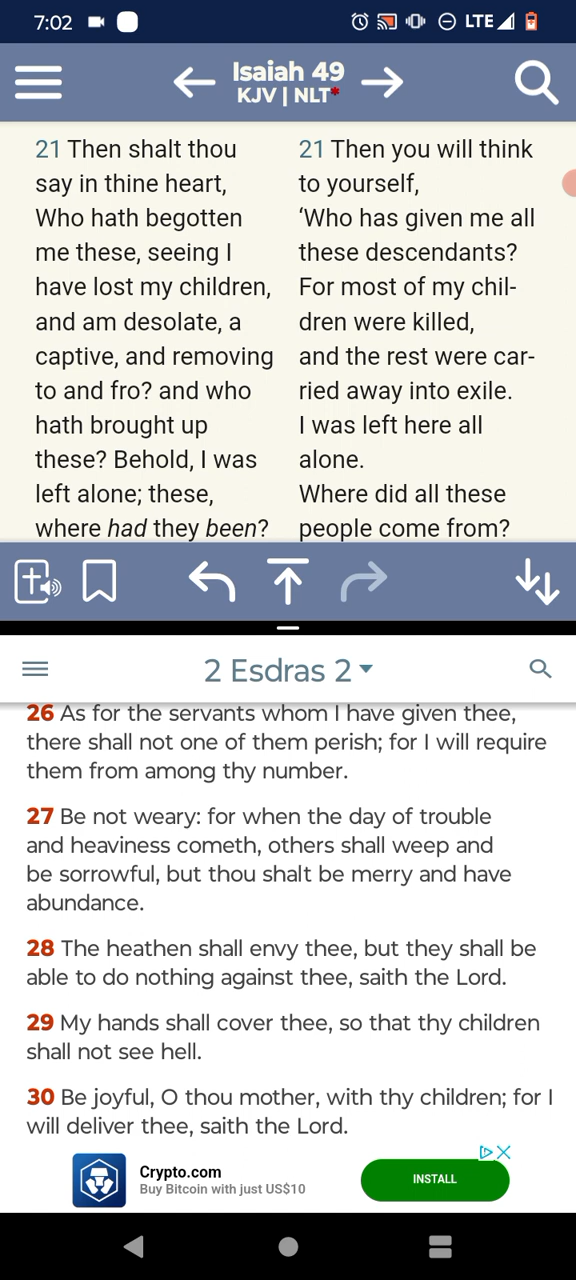 7:02
LTE
Isaiah 49
KJV | NLT*
21 Then shalt thou
say in thine heart,
Who hath begotten
me these, seeing I
have lost my children,
and am desolate, a
captive, and removing
to and fro? and who
hath brought up
these? Behold, I was
left alone; these,
where had they been?
21 Then you will think
to yourself,
‘Who has given me all
these descendants?
For most of my chil-
dren were killed,
and the rest were car-
ried away into exile.
I was left here all
alone.
Where did all these
people come from?
2 Esdras 2
26 As for the servants whom I have given thee,
there shall not one of them perish; for I will require
them from among thy number.
27 Be not weary: for when the day of trouble
and heaviness cometh, others shall weep and
be sorrowful, but thou shalt be merry and have
abundance.
28 The heathen shall envy thee, but they shall be
able to do nothing against thee, saith the Lord.
29 My hands shall cover thee, so that thy children
shall not see hell.
30 Be joyful, O thou mother, with thy children; for I
will deliver thee, saith the Lord.
Crypto.com
Buy Bitcoin with just US$10
INSTALL